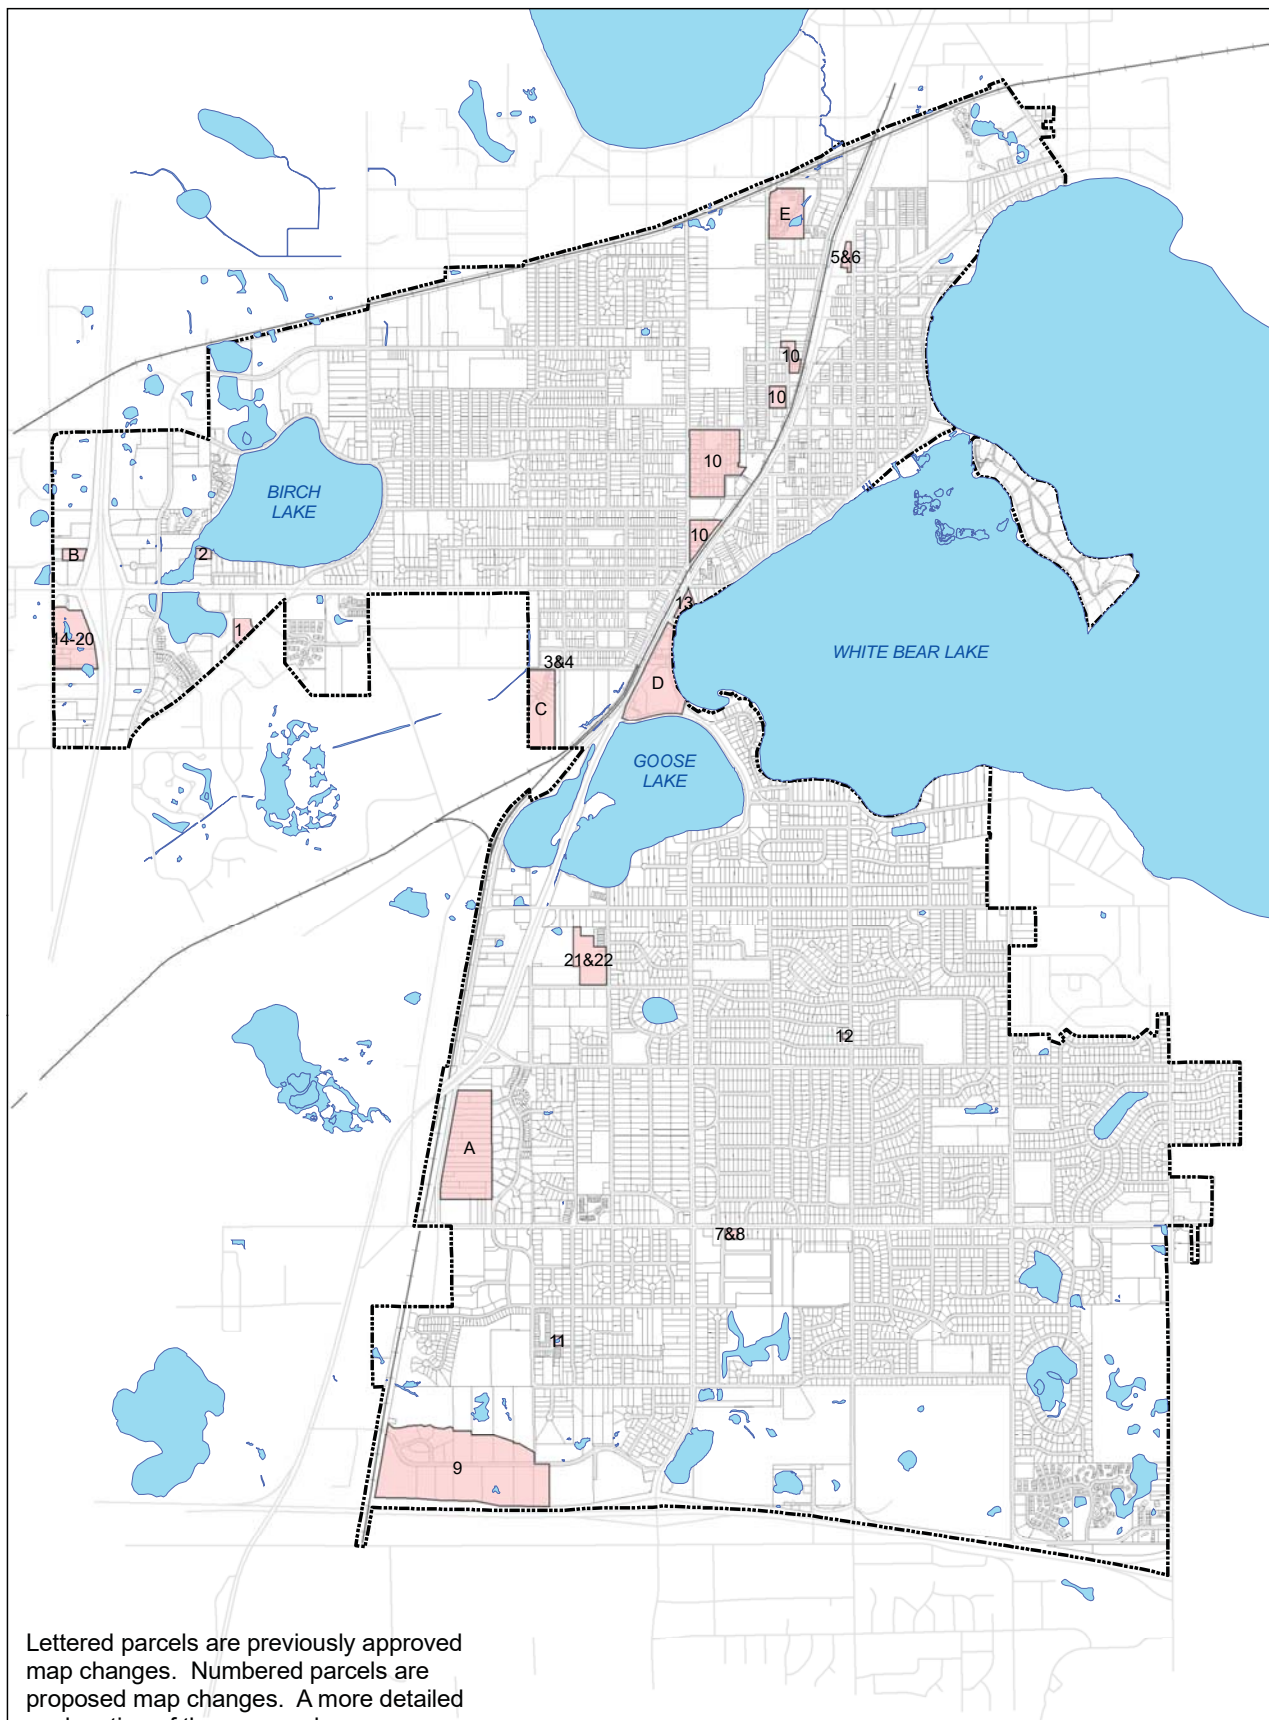 E
5&6
10
10
10
BIRCH
LAKE
10
B
2
13
14-20
1
WHITE BEAR LAKE
3&4
D
C
GOOSE
LAKE
21&22
12
A
7&8
11
9
Lettered parcels are previously approved
map changes. Numbered parcels are
proposed map changes. A more detailed